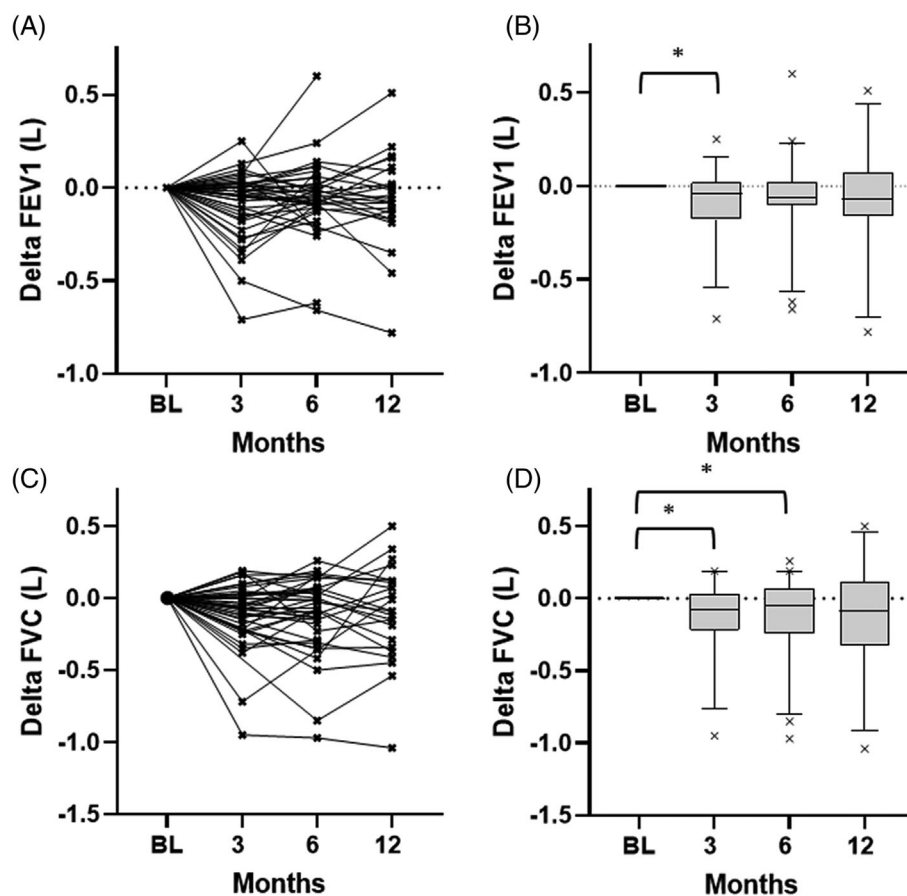 (A)
Delta FEV1 (L)
0.5
0.0
-0.5
-1.0
BL 3 6 12
Months
(B)
Delta FEV1 (L)
*
0.5
0.0
-0.5
-1.0
BL 3 6 12
Months
(C)
Delta FVC (L)
0.5
0.0
-0.5
-1.0
-1.5
BL 3 6 12
Months
(D)
Delta FVC (L)
*
*
0.5
0.0
-0.5
-1.0
-1.5
BL 3 6 12
Months